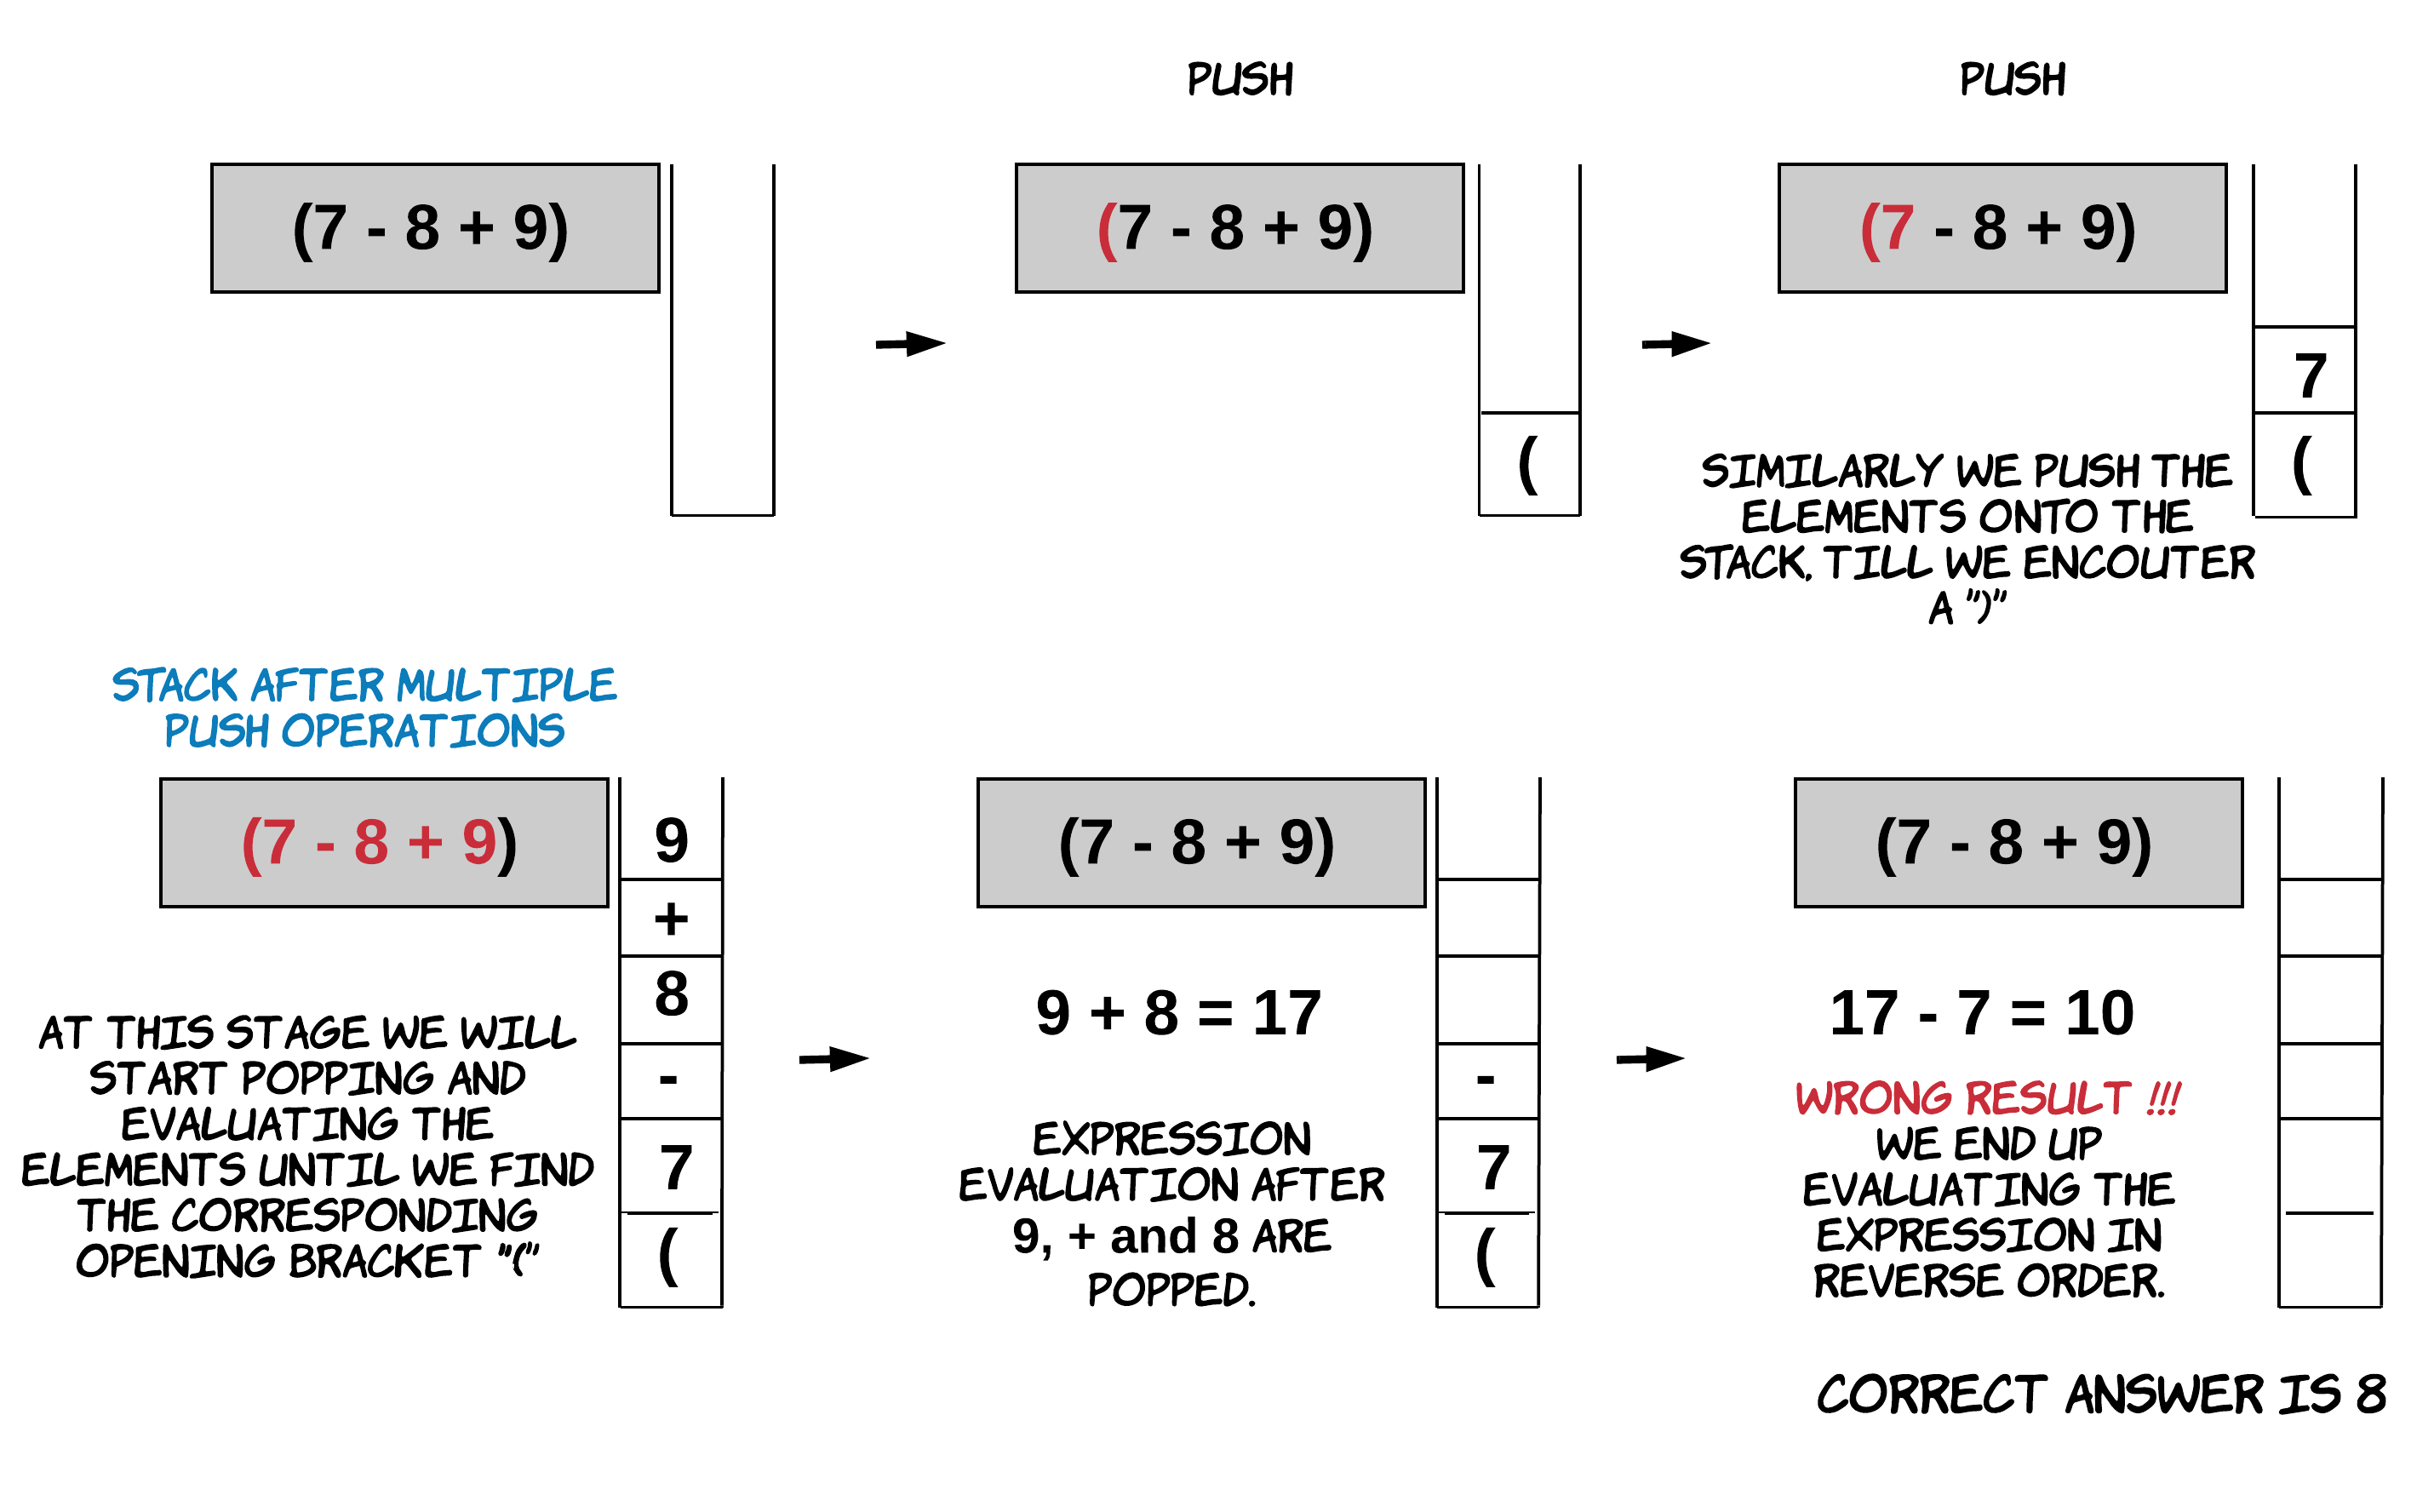 PUSH
PUSH
(7 - 8 + 9)
(7 - 8 + 9)
(7 - 8 + 9)
(
7
(
SIMILARLY WE PUSH THE
ELEMENTS ONTO THE
STACK, TILL WE ENCOUTER
A ")"
STACK AFTER MULTIPLE
PUSH OPERATIONS
(7 - 8 + 9)
9
+
8
-
7
(
AT THIS STAGE WE WILL
START POPPING AND
EVALUATING THE
ELEMENTS UNTIL WE FIND
THE CORRESPONDING
OPENING BRACKET "("
(7 - 8 + 9)
9 + 8 = 17
-
7
(
EXPRESSION
EVALUATION AFTER
9, + and 8 ARE
POPPED.
(7 - 8 + 9)
17 - 7 = 10
WRONG RESULT !!!
WE END UP
EVALUATING THE
EXPRESSION IN
REVERSE ORDER.
CORRECT ANSWER IS 8